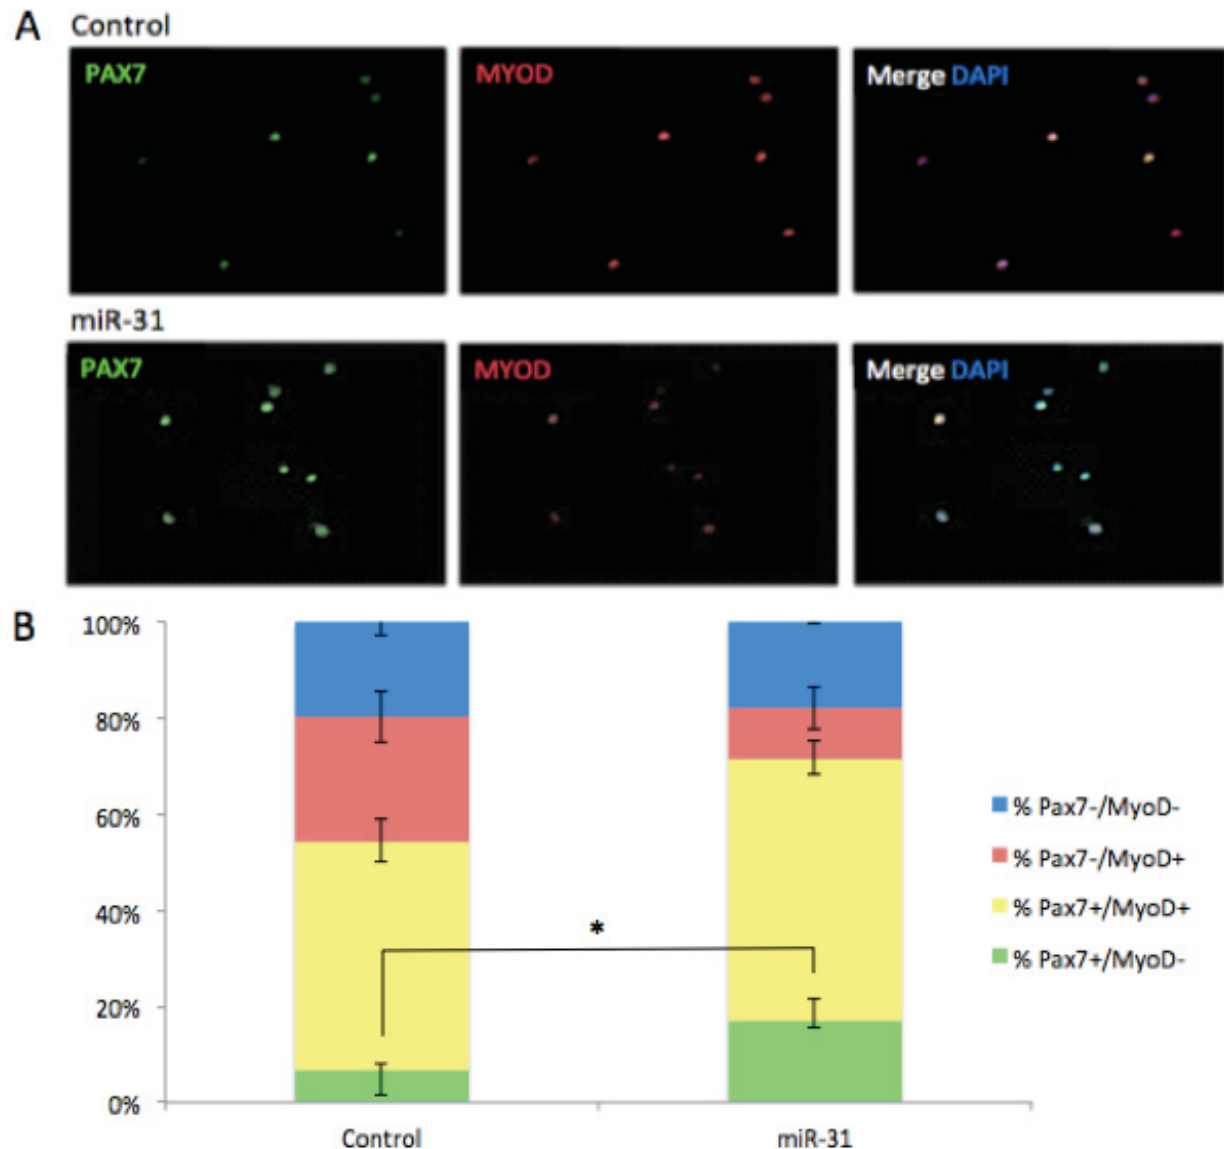 A
Control
PAX7
MYOD
Merge DAPI
miR-31
PAX7
MYOD
Merge DAPI
B
100%
80%
60%
40%
20%
0%
*
Control
miR-31
% Pax7-/MyoD-
% Pax7-/MyoD+
% Pax7+/MyoD+
% Pax7+/MyoD-